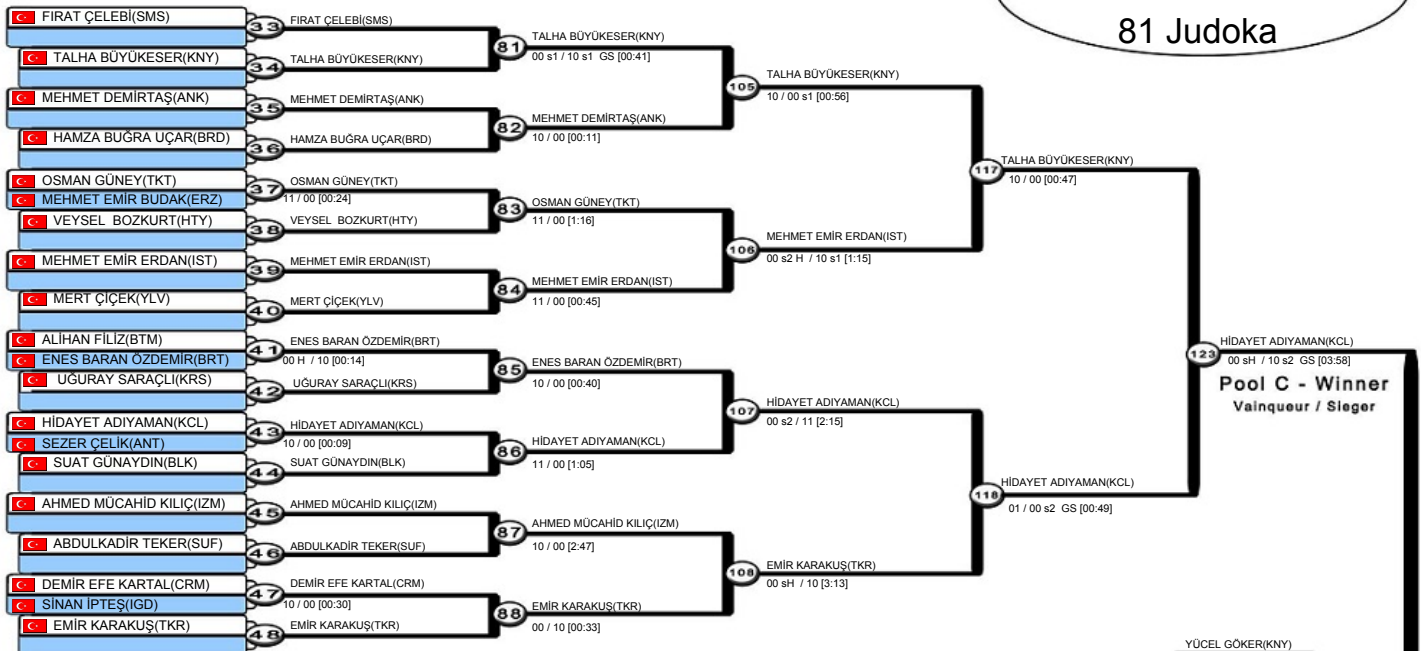 81 Judoka
FIRAT ÇELEBİ(SMS)
33
FIRAT ÇELEBİ(SMS)
81
TALHA BÜYÜKESER(KNY)
00 s1 / 10 s1 GS [00:41]
TALHA BÜYÜKESER(KNY)
34
TALHA BÜYÜKESER(KNY)
105
TALHA BÜYÜKESER(KNY)
10 / 00 s1 [00:56]
MEHMET DEMİRTAŞ(ANK)
35
MEHMET DEMİRTAŞ(ANK)
82
MEHMET DEMİRTAŞ(ANK)
10 / 00 [00:11]
HAMZA BUĞRA UÇAR(BRD)
36
HAMZA BUĞRA UÇAR(BRD)
117
TALHA BÜYÜKESER(KNY)
10 / 00 [00:47]
OSMAN GÜNEY(TKT)
MEHMET EMİR BUDAK(ERZ)
37
OSMAN GÜNEY(TKT)
11 / 00 [00:24]
83
OSMAN GÜNEY(TKT)
11 / 00 [1:16]
VEYSEL BOZKURT(HTY)
38
VEYSEL BOZKURT(HTY)
106
MEHMET EMİR ERDAN(IST)
00 s2 H / 10 s1 [1:15]
MEHMET EMİR ERDAN(IST)
39
MEHMET EMİR ERDAN(IST)
84
MEHMET EMİR ERDAN(IST)
11 / 00 [00:45]
MERT ÇİÇEK(YLV)
40
MERT ÇİÇEK(YLV)
123
HİDAYET ADIYAMAN(KCL)
00 sH / 10 s2 GS [03:58]
Pool C - Winner
Vainqueur / Sieger
ALİHAN FİLİZ(BTM)
ENES BARAN ÖZDEMİR(BRT)
41
ENES BARAN ÖZDEMİR(BRT)
00 H / 10 [00:14]
85
ENES BARAN ÖZDEMİR(BRT)
10 / 00 [00:40]
UĞURAY SARAÇLI(KRS)
42
UĞURAY SARAÇLI(KRS)
107
HİDAYET ADIYAMAN(KCL)
00 s2 / 11 [2:15]
HİDAYET ADIYAMAN(KCL)
SEZER ÇELİK(ANT)
43
HİDAYET ADIYAMAN(KCL)
10 / 00 [00:09]
86
HİDAYET ADIYAMAN(KCL)
11 / 00 [1:05]
SUAT GÜNAYDIN(BLK)
44
SUAT GÜNAYDIN(BLK)
118
HİDAYET ADIYAMAN(KCL)
01 / 00 s2 GS [00:49]
AHMED MÜCAHİD KILIÇ(IZM)
45
AHMED MÜCAHİD KILIÇ(IZM)
87
AHMED MÜCAHİD KILIÇ(IZM)
10 / 00 [2:47]
ABDULKADİR TEKER(SUF)
46
ABDULKADİR TEKER(SUF)
108
EMİR KARAKUŞ(TKR)
00 sH / 10 [3:13]
DEMİR EFE KARTAL(CRM)
SİNAN İPTEŞ(IGD)
47
DEMİR EFE KARTAL(CRM)
10 / 00 [00:30]
88
EMİR KARAKUŞ(TKR)
00 / 10 [00:33]
EMİR KARAKUŞ(TKR)
48
EMİR KARAKUŞ(TKR)
YÜCEL GÖKER(KNY)